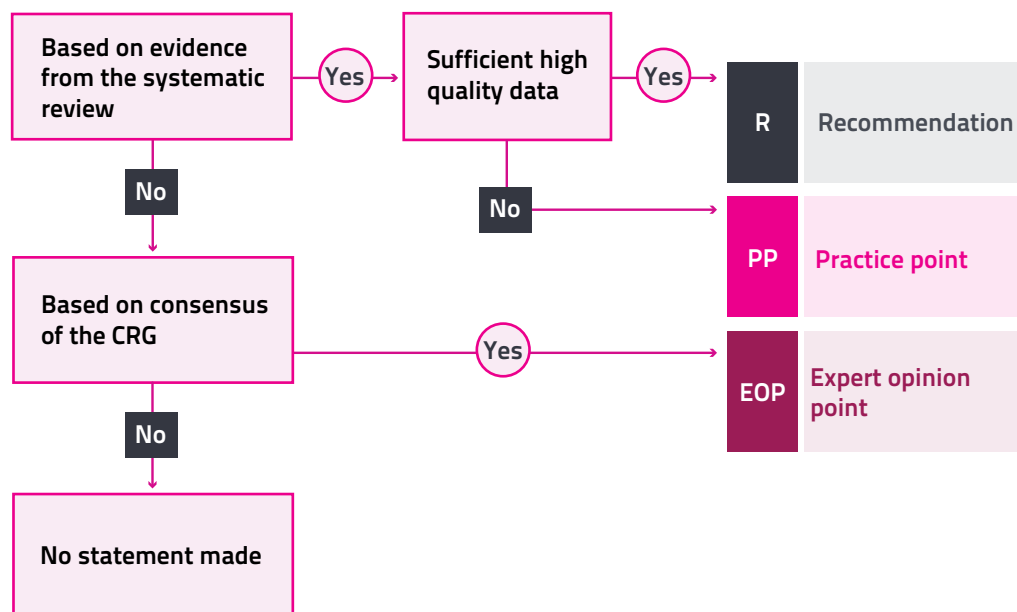 Based on evidence
from the systematic
review
Yes
Sufficient high
quality data
Yes
R
Recommendation
No
No
PP
Practice point
Based on consensus
of the CRG
Yes
EOP
Expert opinion
point
No
No statement made